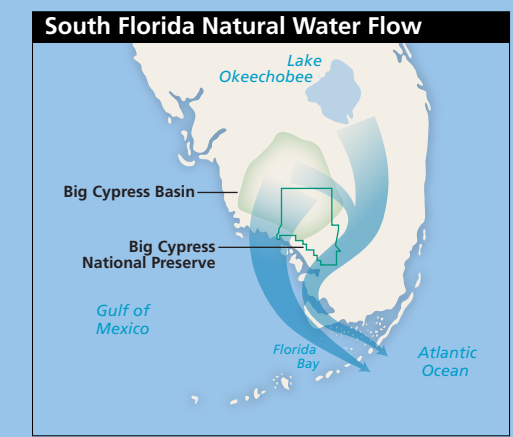 South Florida Natural Water Flow
Lake
Okeechobee
Big Cypress Basin
Big Cypress
National Preserve
Gulf of
Mexico
Florida
Bay
Atlantic
Ocean